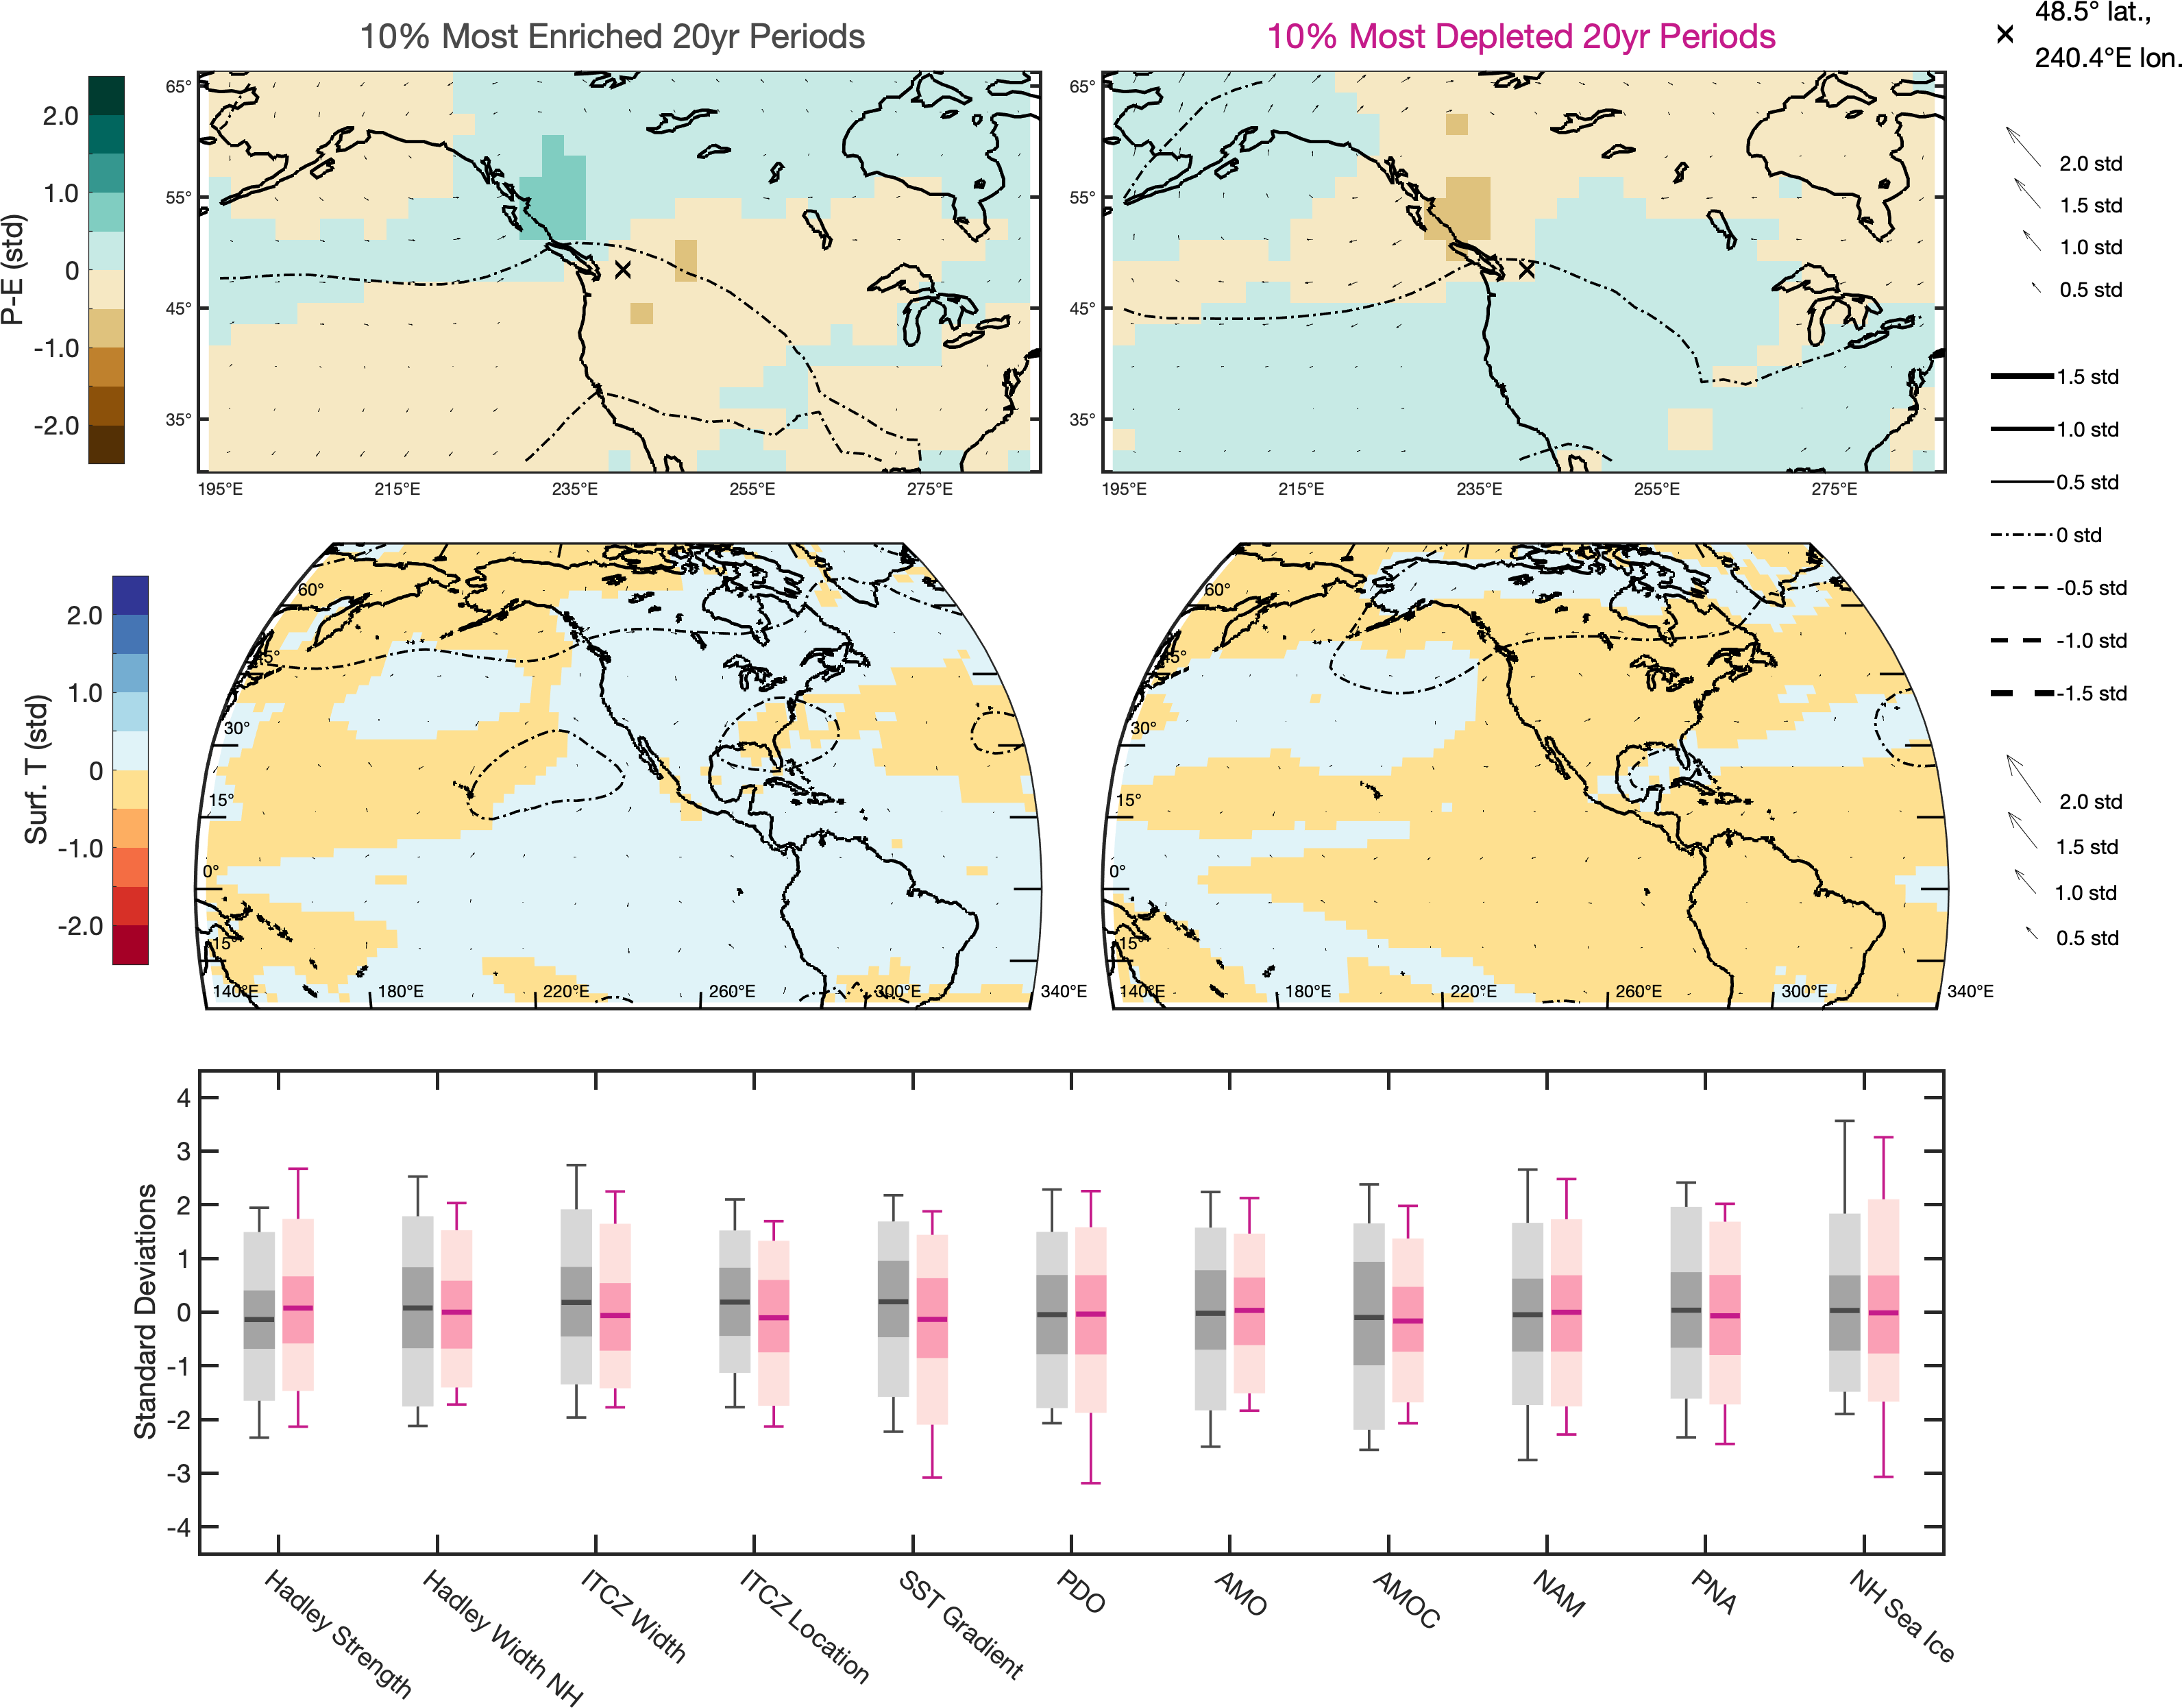 10% Most Enriched 20yr Periods
10% Most Depleted 20yr Periods
48.5° lat.,
240.4°E lon.
P-E (std)
2.0
1.0
0
-1.0
-2.0
65°
55°
45°
35°
195°E 215°E 235°E 255°E 275°E
65°
55°
45°
35°
195°E 215°E 235°E 255°E 275°E
2.0 std
1.5 std
1.0 std
0.5 std
1.5 std
1.0 std
0.5 std
0 std
-0.5 std
-1.0 std
-1.5 std
Surf. T (std)
2.0
1.0
0
-1.0
-2.0
60°
45°
30°
15°
0°
15°
140°E 180°E 220°E 260°E 300°E 340°E
60°
45°
30°
15°
0°
15°
140°E 180°E 220°E 260°E 300°E 340°E
2.0 std
1.5 std
1.0 std
0.5 std
Standard Deviations
4
3
2
1
0
-1
-2
-3
-4
Hadley Strength
Hadley Width NH
ITCZ Width
ITCZ Location
SST Gradient
PDO
AMO
AMOC
NAM
PNA
NH Sea Ice